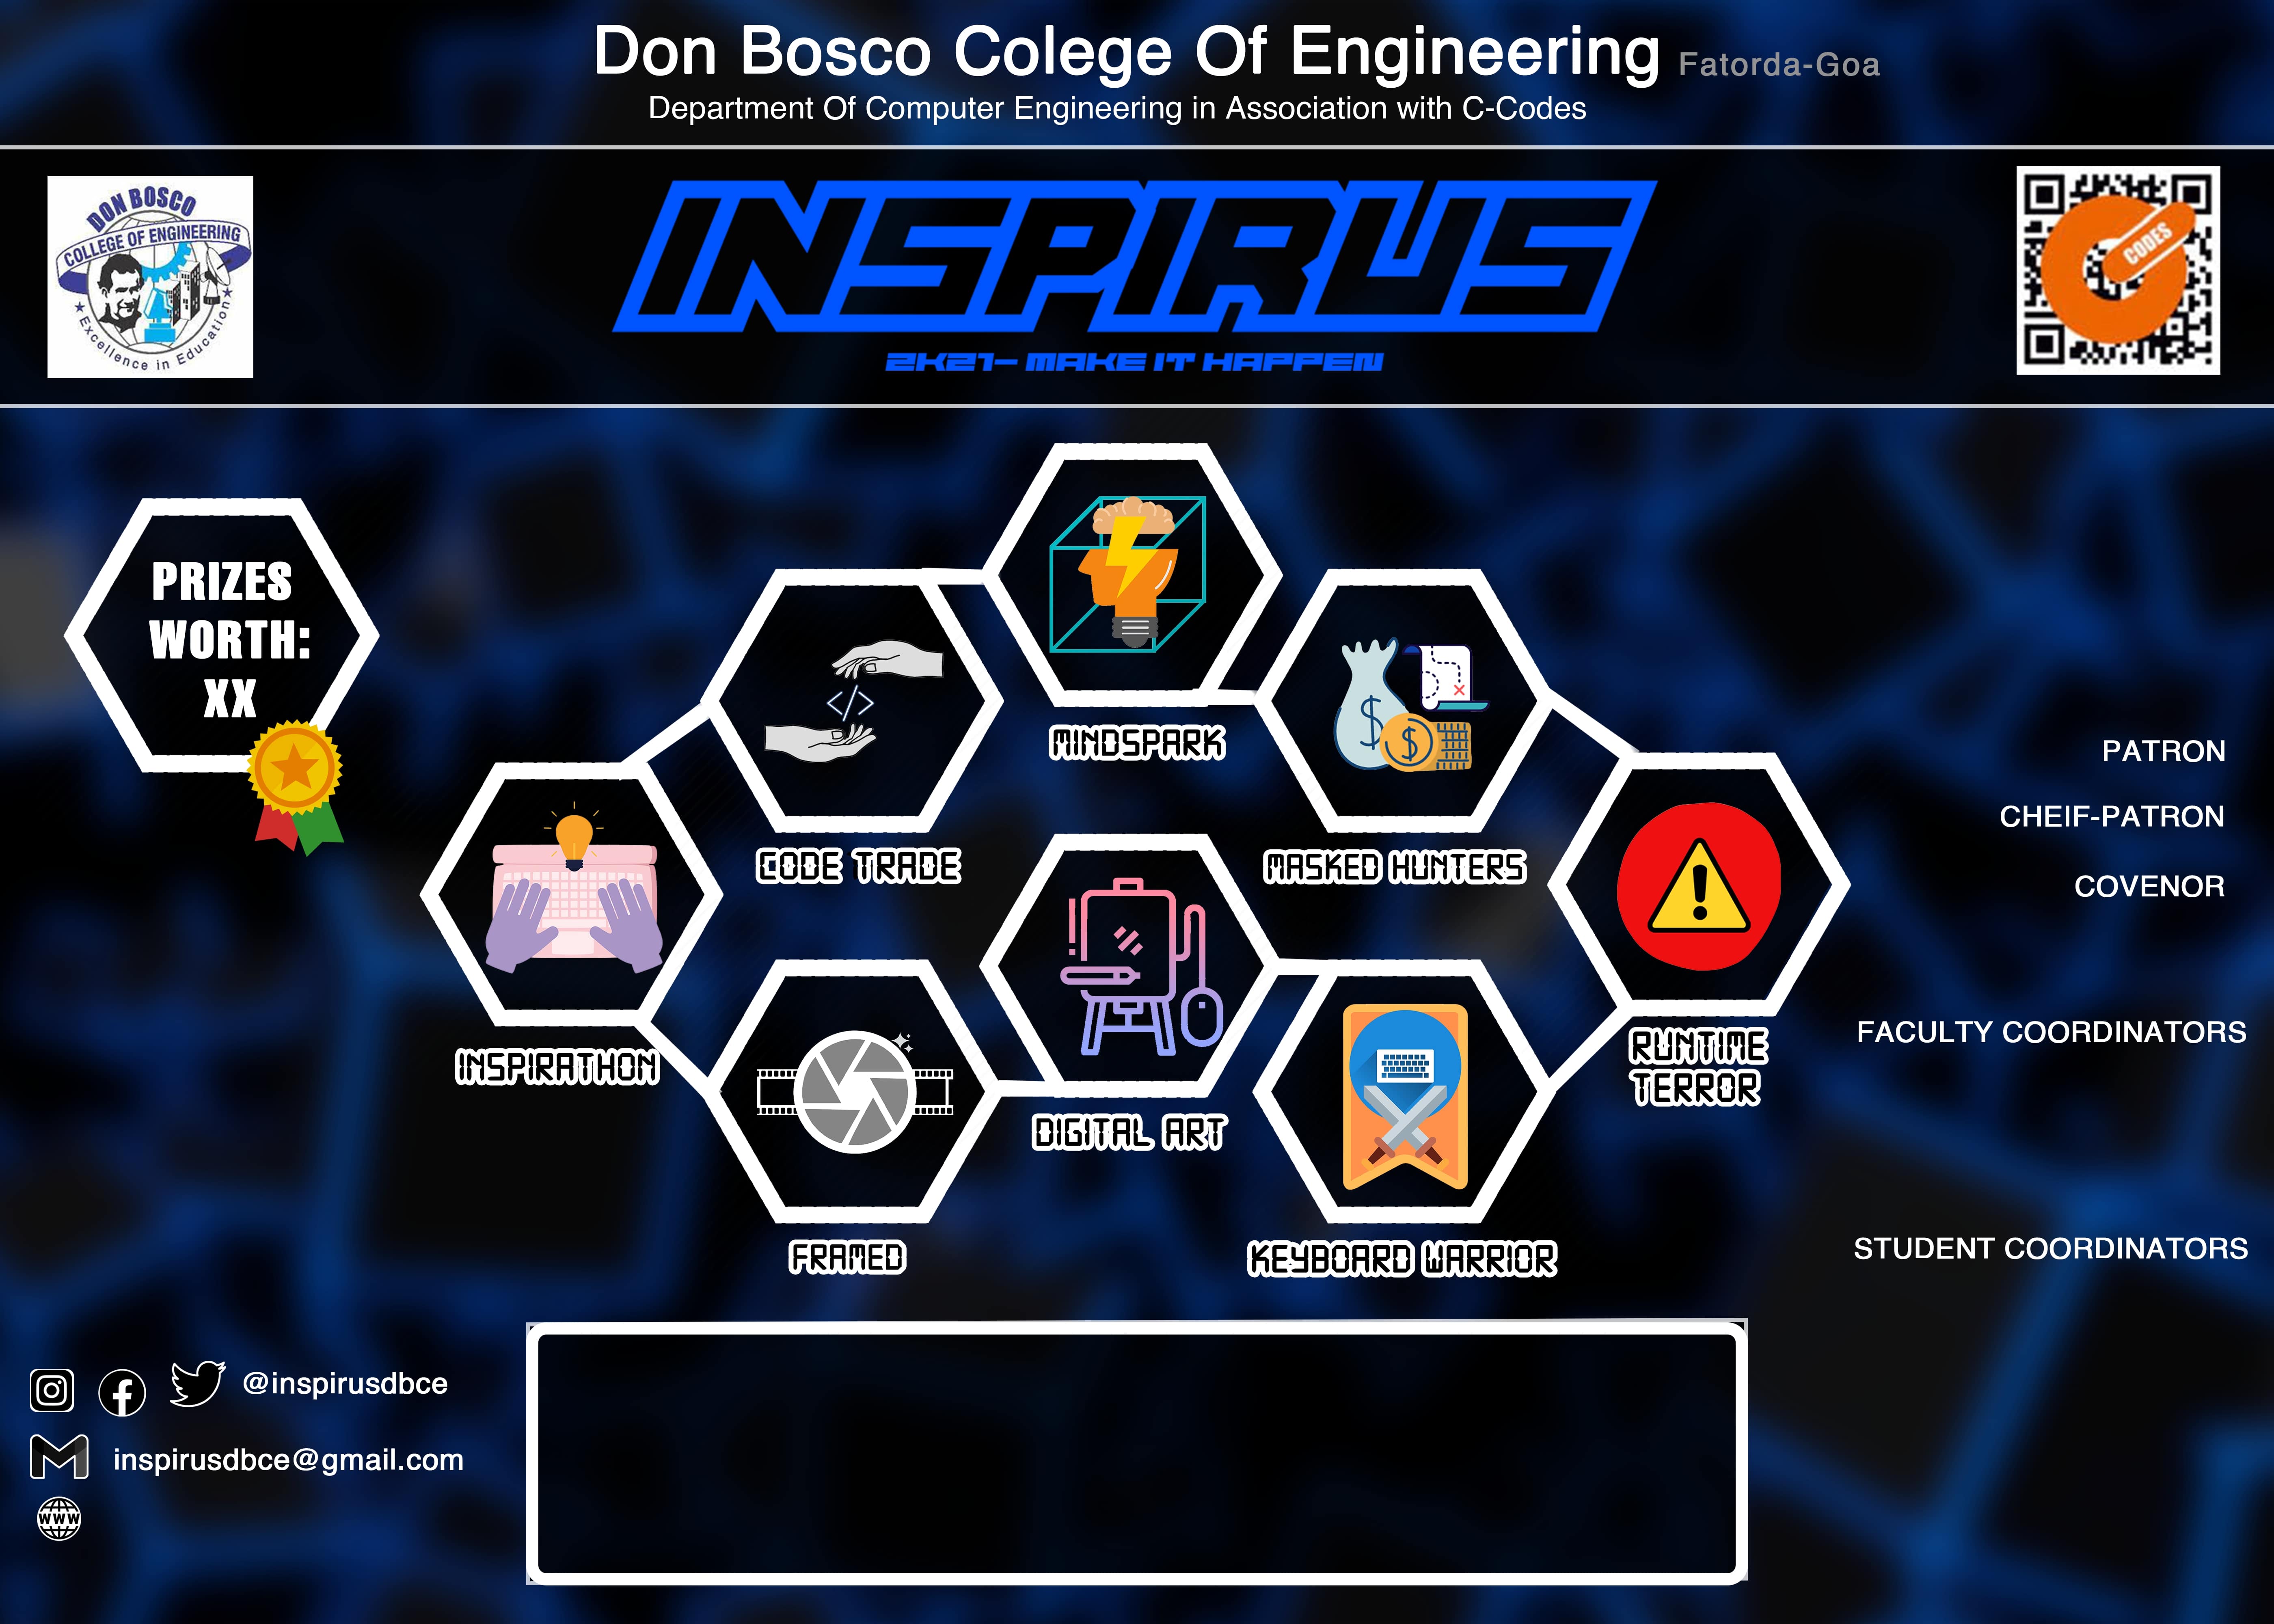 Don Bosco Colege Of Engineering Fatorda-Goa
Department Of Computer Engineering in Association with C-Codes
DON BOSCO
COLLEGE OF ENGINEERING
★ Excellence in Education ★
INSPIRUS
2K21- MAKE IT HAPPEN
CODES
PRIZES
WORTH:
XX
MINDSPARK
CODE TRADE
MASKED HUNTERS
INSPIRATHON
RUNTIME
TERROR
DIGITAL ART
FRAMED
KEYBOARD WARRIOR
PATRON
CHEIF-PATRON
COVENOR
FACULTY COORDINATORS
STUDENT COORDINATORS
@inspirusdbce
inspirusdbce@gmail.com
WWW